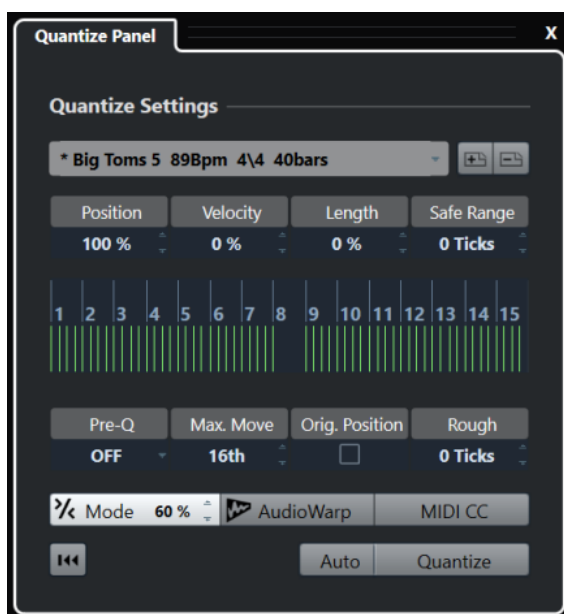 Quantize Panel X
Quantize Settings
* Big Toms 5 89Bpm 4\4 40bars
Position Velocity Length Safe Range
100 % 0 % 0 % 0 Ticks
1 2 3 4 5 6 7 8 9 10 11 12 13 14 15
Pre-Q Max. Move Orig. Position Rough
OFF 16th 0 Ticks
Mode 60 % AudioWarp MIDI CC
Auto Quantize